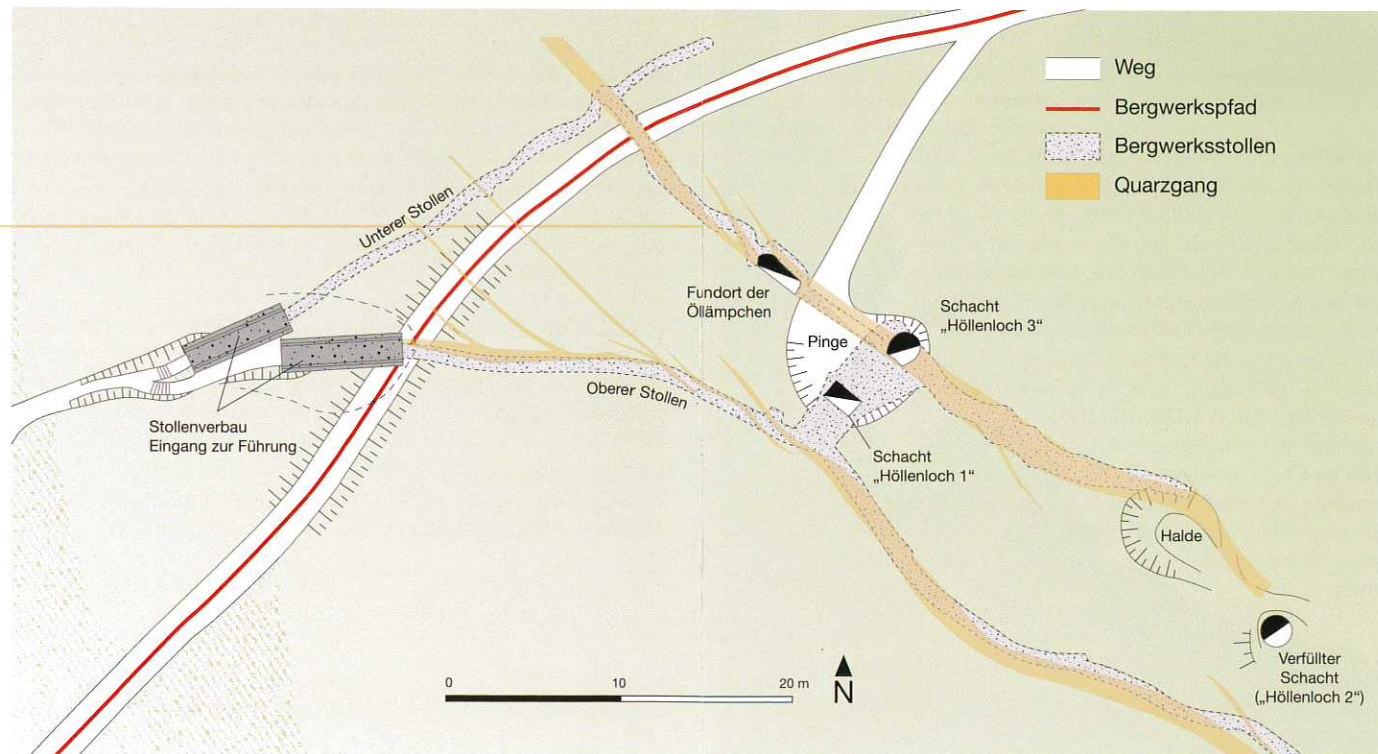 Weg
Bergwerkspfad
Bergwerksstollen
Quarzgang
Unterer Stollen
Fundort der
Öllämpchen
Schacht
„Höllenloch 3“
Pinge
Oberer Stollen
Stollenverbau
Eingang zur Führung
Schacht
„Höllenloch 1“
Halde
0 10 20 m
N
Verfüllter
Schacht
(„Höllenloch 2“)